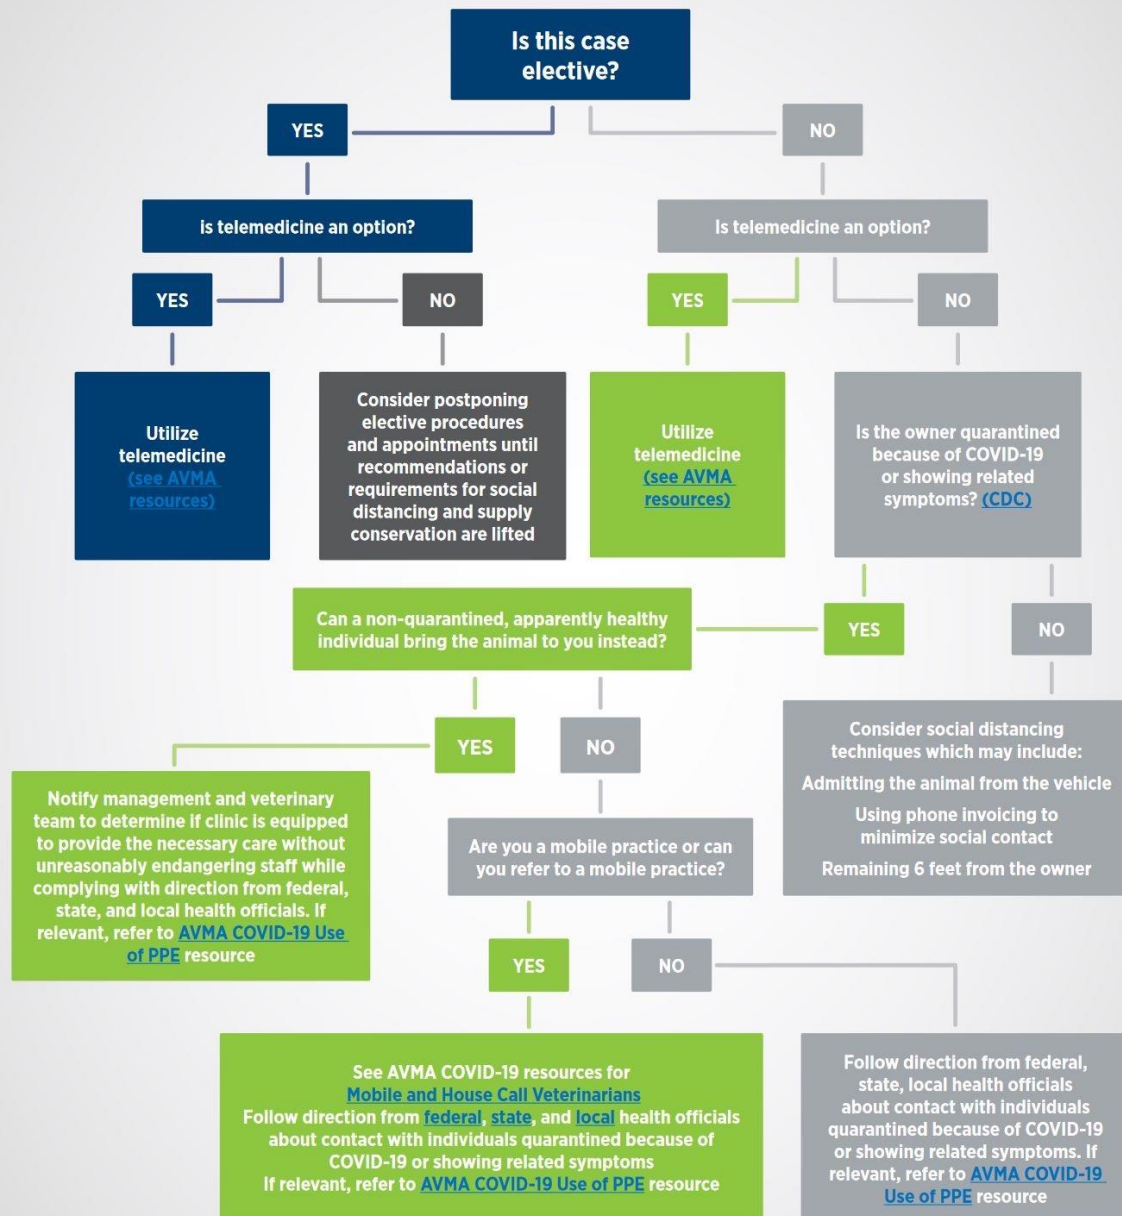 Is this case
elective?
YES
NO
is telemedicine an option?
Is telemedicine an option?
YES
NO
YES
NO
Utilize
telemedicine
(see AVMA
resources)
Consider postponing
elective procedures
and appointments until
recommendations or
requirements for social
distancing and supply
conservation are lifted
Utilize
telemedicine
(see AVMA
resources)
Is the owner quarantined
because of COVID-19
or showing related
symptoms? (CDC)
Can a non-quarantined, apparently healthy
individual bring the animal to you instead?
YES
NO
YES
NO
Notify management and veterinary
team to determine if clinic is equipped
to provide the necessary care without
unreasonably endangering staff while
complying with direction from federal,
state, and local health officials. If
relevant, refer to AVMA COVID-19 Use
of PPE resource
Are you a mobile practice or can
you refer to a mobile practice?
Consider social distancing
techniques which may include:
Admitting the animal from the vehicle
Using phone invoicing to
minimize social contact
Remaining 6 feet from the owner
YES
NO
See AVMA COVID-19 resources for
Mobile and House Call Veterinarians
Follow direction from federal, state, and local health officials
about contact with individuals quarantined because of
COVID-19 or showing related symptoms
If relevant, refer to AVMA COVID-19 Use of PPE resource
Follow direction from federal,
state, local health officials
about contact with individuals
quarantined because of COVID-19
or showing related symptoms. If
relevant, refer to AVMA COVID-19
Use of PPE resource